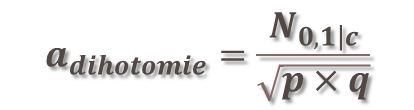 a_dihotomie = N_0,1|c / √p × q